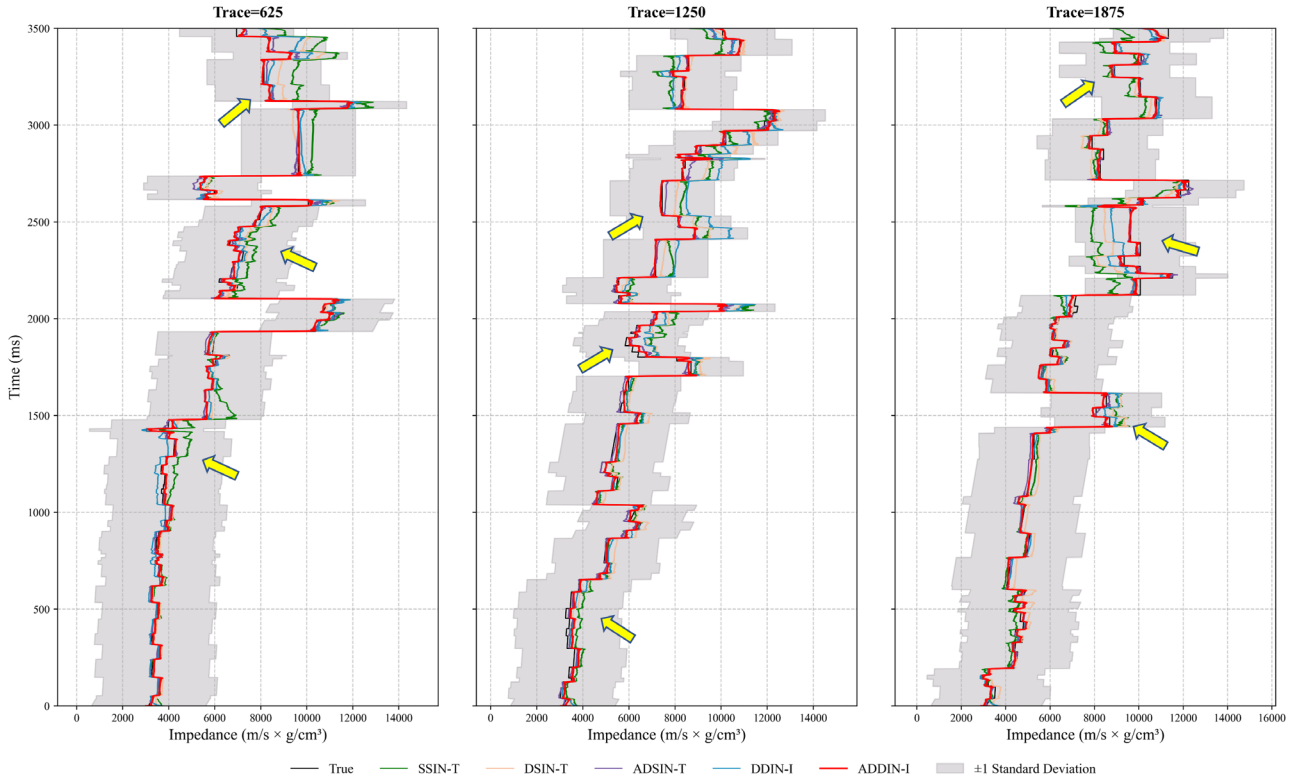 Trace=625
Trace=1250
Trace=1875
Time (ms)
3500
3000
2500
2000
1500
1000
500
0
0 2000 4000 6000 8000 10000 12000 14000
0 2000 4000 6000 8000 10000 12000 14000
0 2000 4000 6000 8000 10000 12000 14000 16000
Impedance (m/s × g/cm³)
Impedance (m/s × g/cm³)
Impedance (m/s × g/cm³)
True SSIN-T DSIN-T ADSIN-T DDIN-I ADDIN-I ±1 Standard Deviation